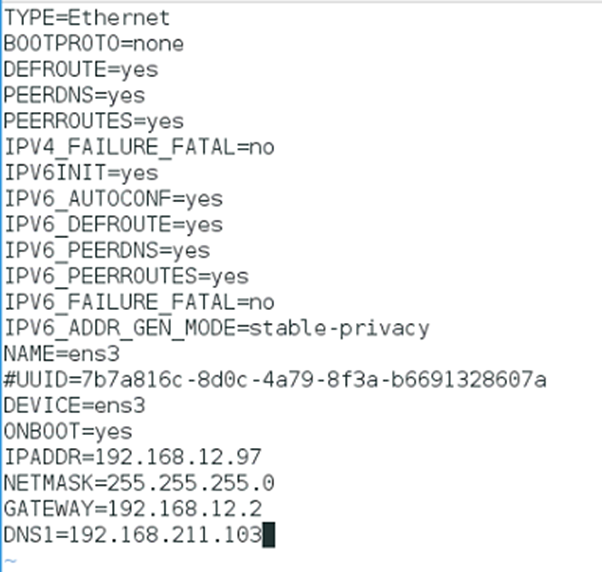 TYPE=Ethernet
BOOTPROTO=none
DEFROUTE=yes
PEERDNS=yes
PEERROUTES=yes
IPV4_FAILURE_FATAL=no
IPV6INIT=yes
IPV6_AUTOCONF=yes
IPV6_DEFROUTE=yes
IPV6_PEERDNS=yes
IPV6_PEERROUTES=yes
IPV6_FAILURE_FATAL=no
IPV6_ADDR_GEN_MODE=stable-privacy
NAME=ens3
#UUID=7b7a816c-8d0c-4a79-8f3a-b6691328607a
DEVICE=ens3
ONBOOT=yes
IPADDR=192.168.12.97
NETMASK=255.255.255.0
GATEWAY=192.168.12.2
DNS1=192.168.211.103
~